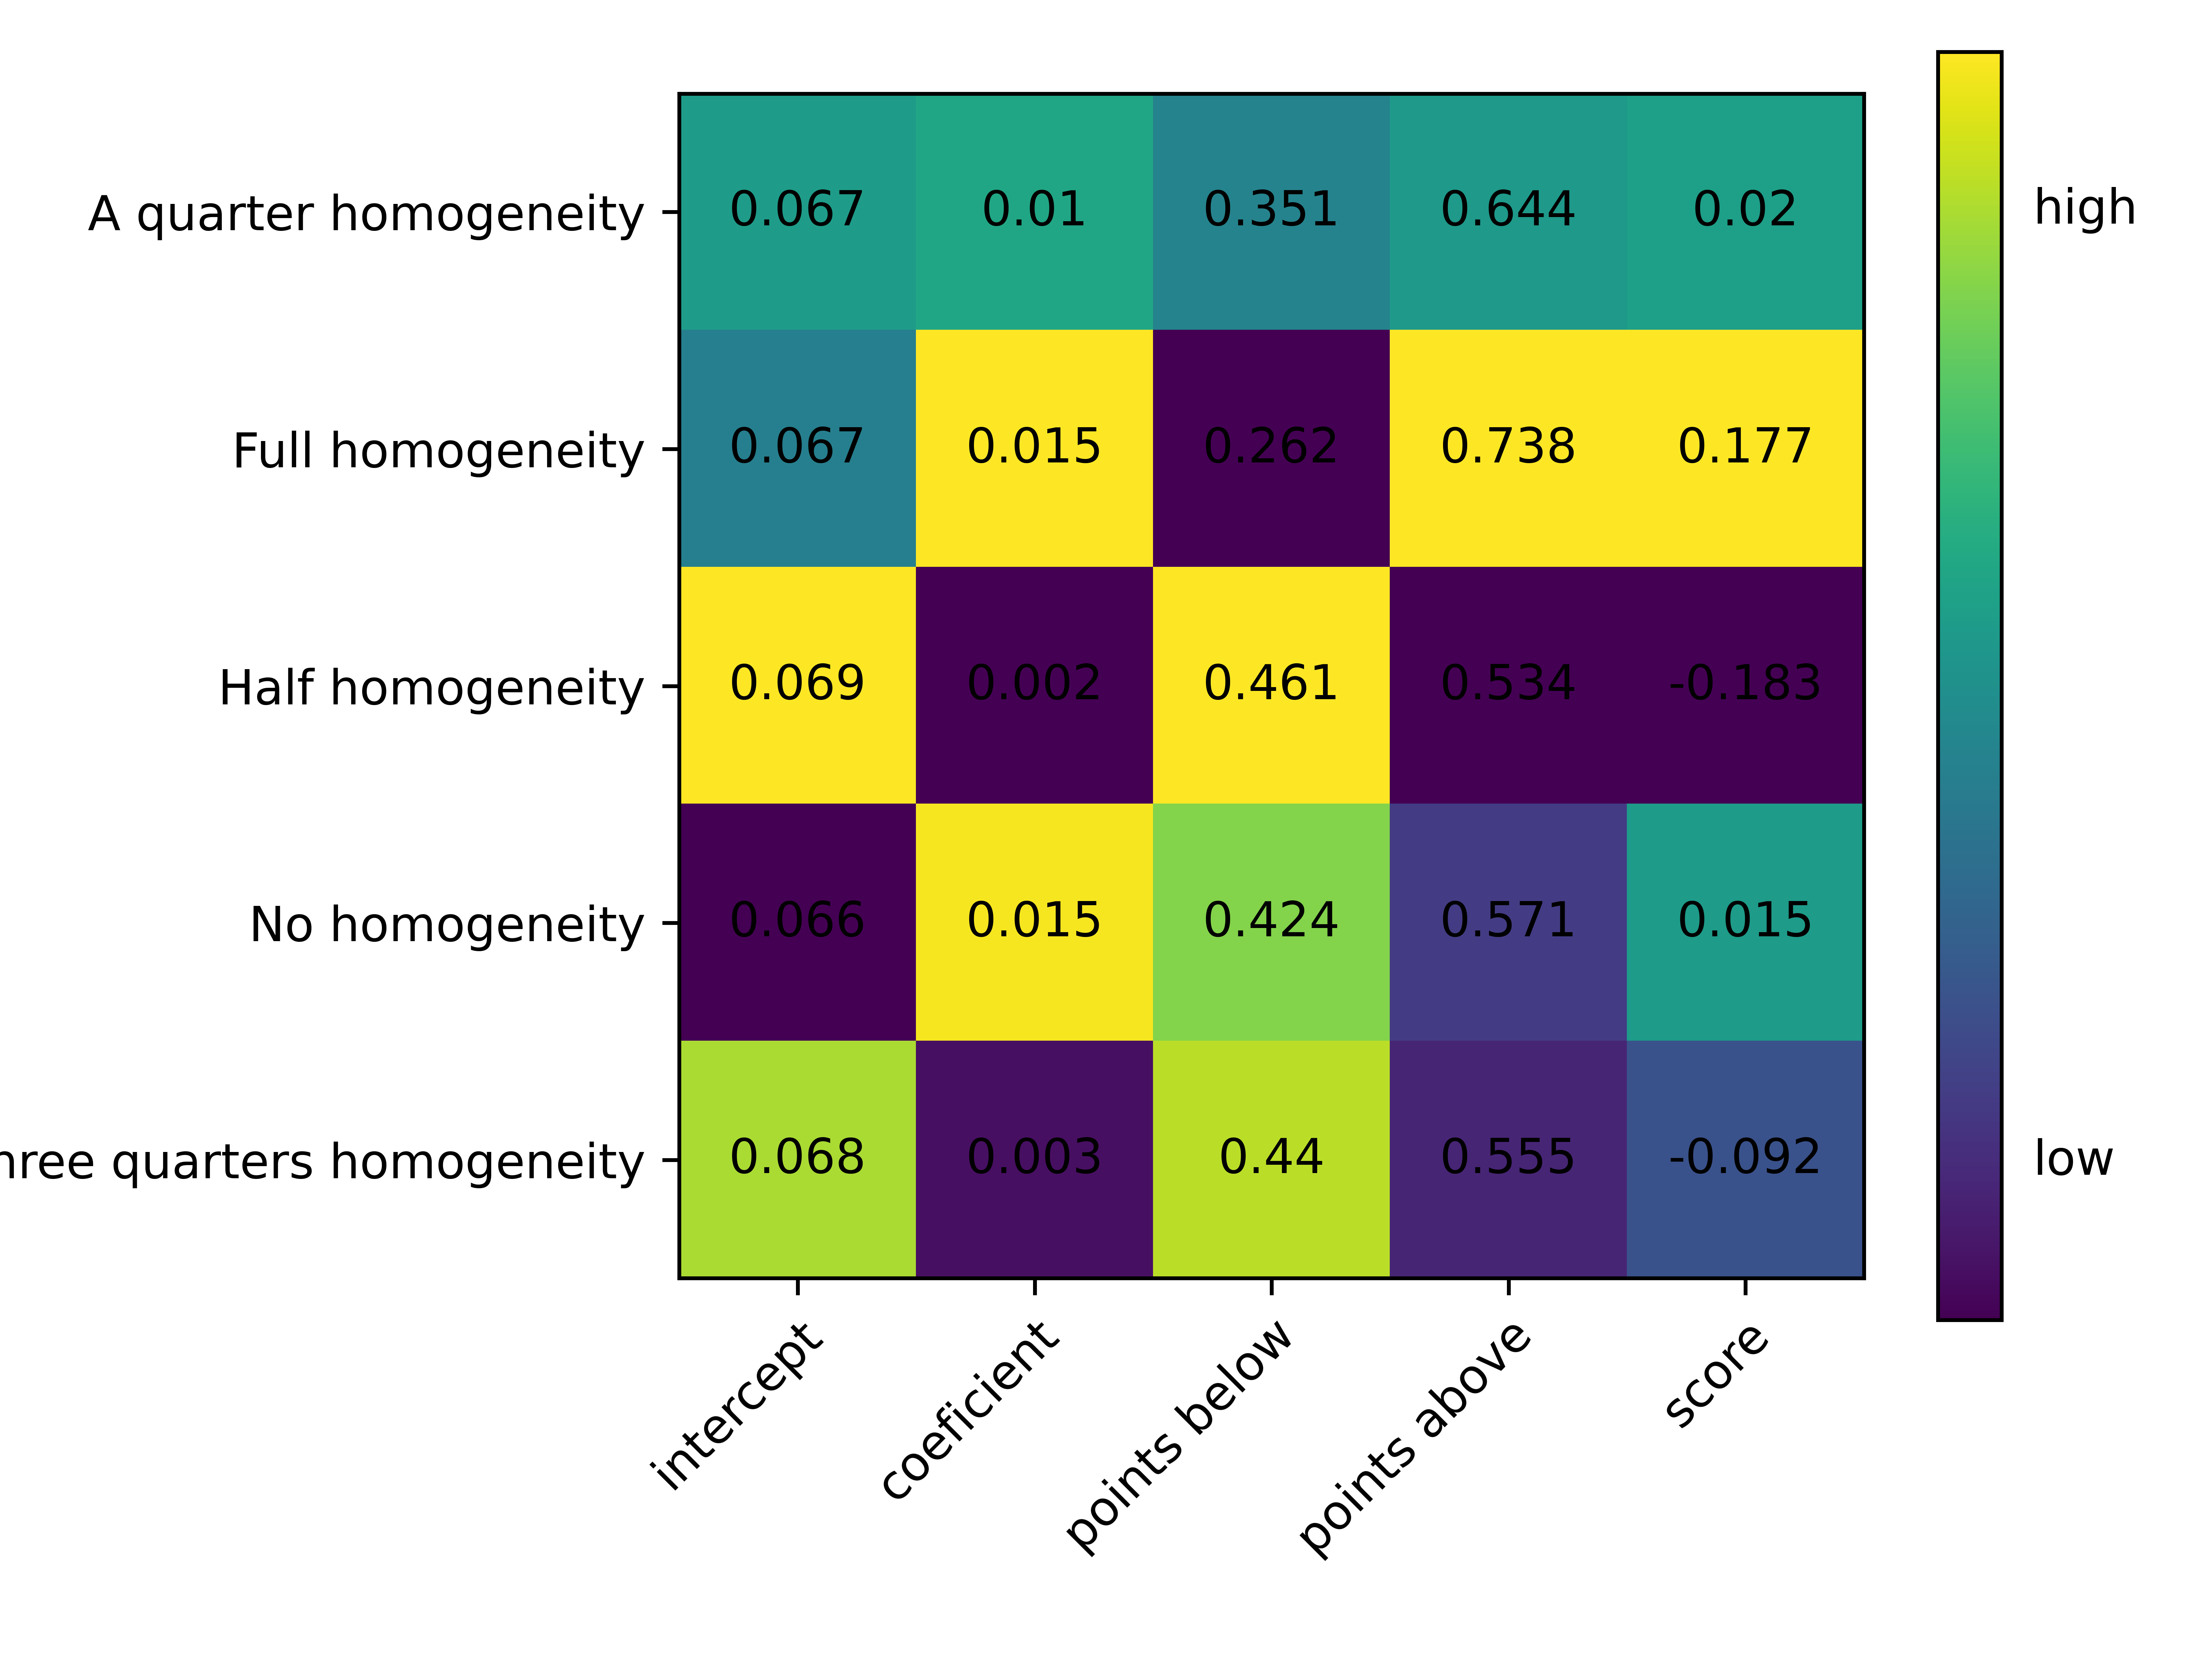 high
A quarter homogeneity 0.067 0.01 0.351 0.644 0.02
Full homogeneity 0.067 0.015 0.262 0.738 0.177
Half homogeneity 0.069 0.002 0.461 0.534 -0.183
No homogeneity 0.066 0.015 0.424 0.571 0.015
hree quarters homogeneity 0.068 0.003 0.44 0.555 -0.092
low
intercept
coeficient
points below
points above
score